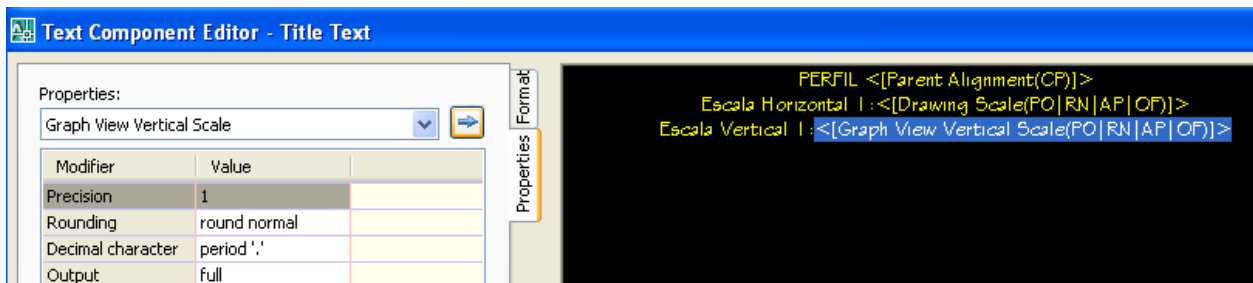 Text Component Editor - Title Text
Properties:
Graph View Vertical Scale
Modifier Value
Precision 1
Rounding round normal
Decimal character period '.'
Output full
Format
Properties
PERFIL <[Parent Alignment(CP)]>
Escala Horizontal 1:<[Drawing Scale(P0|RN|AP|OF)]>
Escala Vertical 1:<[Graph View Vertical Scale(P0|RN|AP|OF)]>